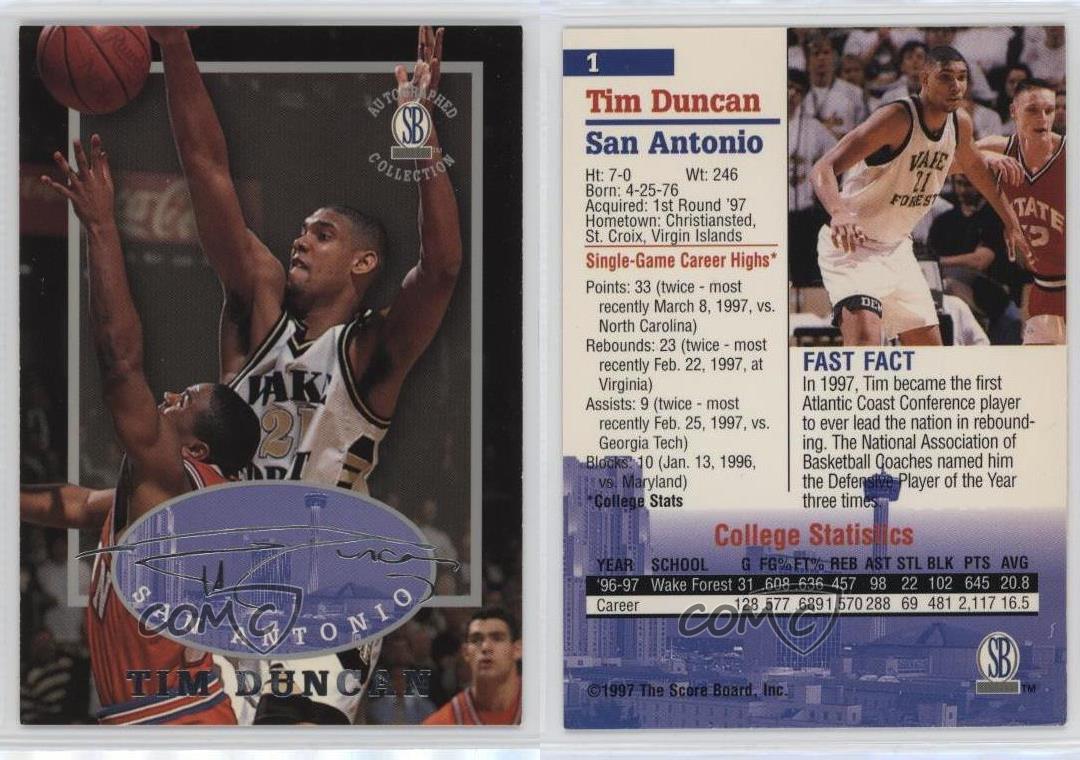 AUTOGRAPHED
SB
TM
COLLECTION
WAKE
21
SAN ANTONIO
COMC
TIM DUNCAN
1
Tim Duncan
San Antonio
Ht: 7-0 Wt: 246
Born: 4-25-76
Acquired: 1st Round '97
Hometown: Christiansted,
St. Croix, Virgin Islands
Single-Game Career Highs*
Points: 33 (twice - most
recently March 8, 1997, vs.
North Carolina)
Rebounds: 23 (twice - most
recently Feb. 22, 1997, at
Virginia)
Assists: 9 (twice - most
recently Feb. 25, 1997, vs.
Georgia Tech)
Blocks: 10 (Jan. 13, 1996,
vs. Maryland)
*College Stats
WAKE
21
FOREST
STATE
FAST FACT
In 1997, Tim became the first
Atlantic Coast Conference player
to ever lead the nation in rebound-
ing. The National Association of
Basketball Coaches named him
the Defensive Player of the Year
three times.
College Statistics
YEAR SCHOOL G FG% FT% REB AST STL BLK PTS AVG
'96-97 Wake Forest 31 .608 .636 457 98 22 102 645 20.8
Career 128 .577 .689 1570 288 69 481 2,117 16.5
COMC
©1997 The Score Board, Inc.
SB
TM